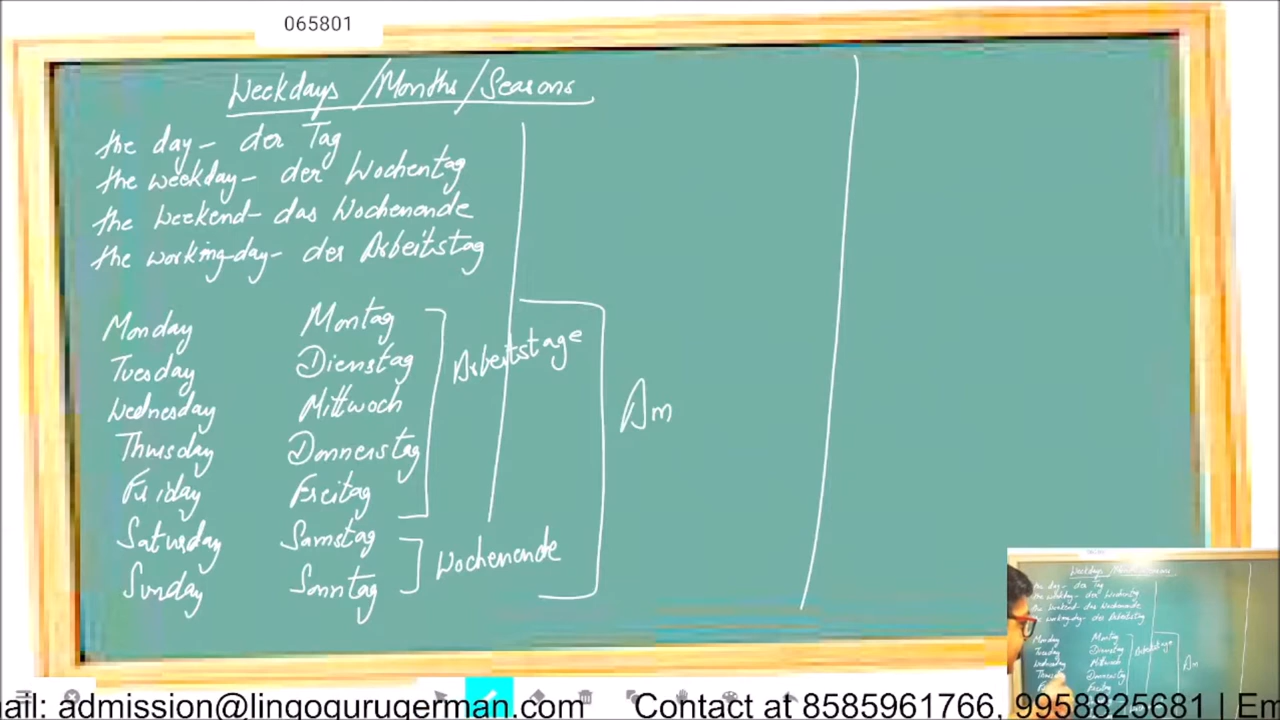 065801
Weekdays /Months/Seasons
the day- der Tag
the weekday- der Wochentag
the weekend- das Wochenende
the working-day- der Arbeitstag
Monday Montag
Tuesday Dienstag
Wednesday Mittwoch
Thursday Donnerstag
Friday Freitag
Saturday Samstag
Sunday Sonntag
Arbeitstage
Wochenende
Am
ail: admission@lingogurugerman.com Contact at 8585961766, 9958825681 | Em